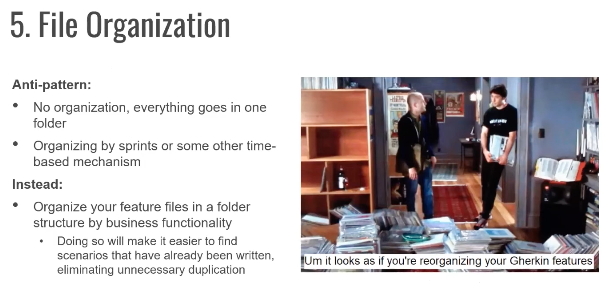 5. File Organization
Anti-pattern:
• No organization, everything goes in one
folder
• Organizing by sprints or some other time-
based mechanism
Instead:
• Organize your feature files in a folder
structure by business functionality
• Doing so will make it easier to find
scenarios that have already been written,
eliminating unnecessary duplication
Um it looks as if you're reorganizing your Gherkin features